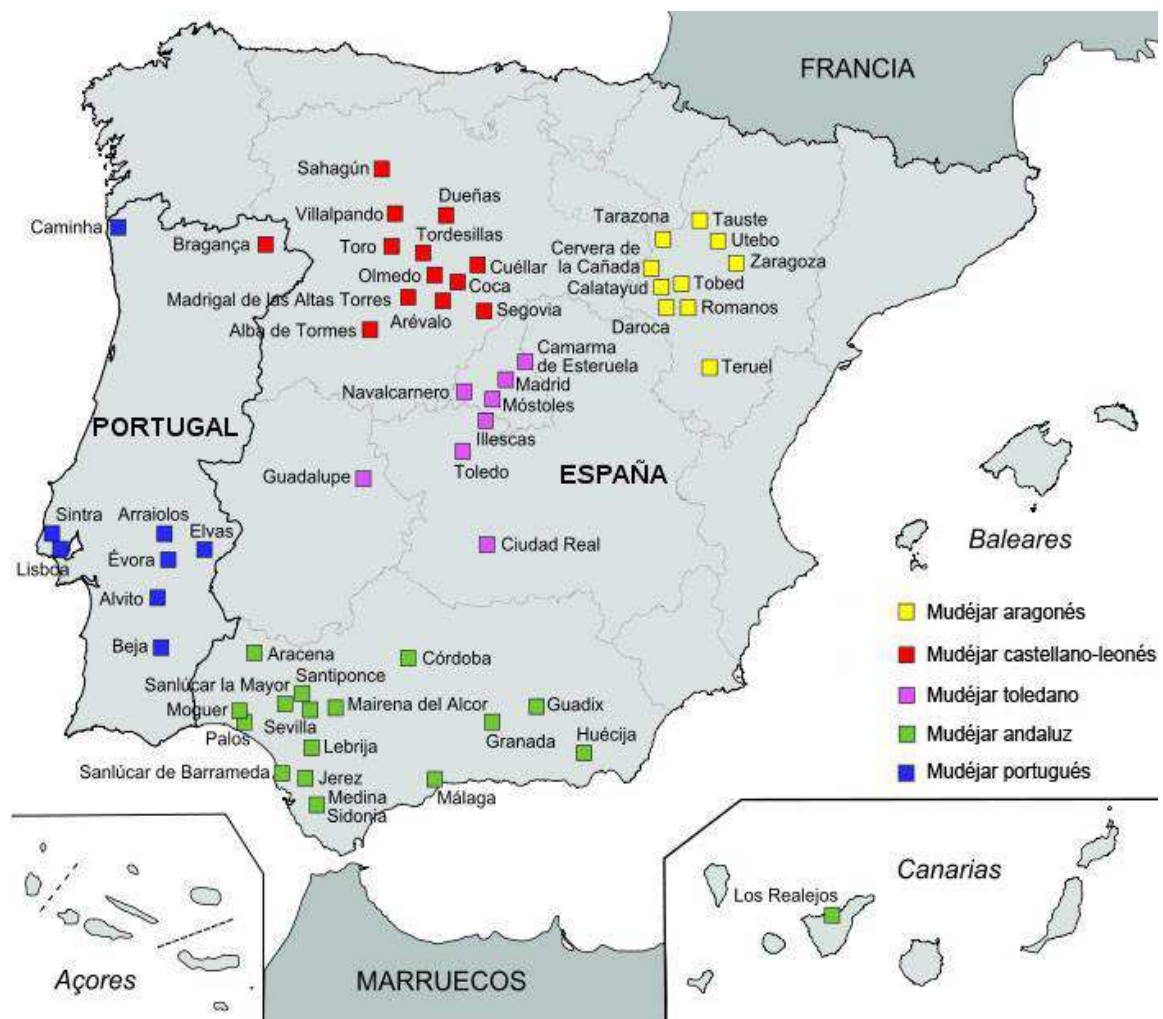 FRANCIA
Sahagún
Dueñas
Villalpando
Tarazona
Tauste
Caminha
Tordesillas
Utebo
Bragança
Toro
Cervera de
la Cañada
Zaragoza
Cuéllar
Olmedo
Coca
Calatayud
Tobed
Madrigal de las Altas Torres
Arévalo
Segovia
Daroca
Romanos
Alba de Tormes
Camarma
de Esteruela
Teruel
Madrid
Navalcarnero
Móstoles
PORTUGAL
Illescas
Toledo
Guadalupe
ESPAÑA
Sintra
Arraiolos
Elvas
Lisboa
Évora
Ciudad Real
Baleares
Alvito
Beja
Mudéjar aragonés
Mudéjar castellano-leonés
Mudéjar toledano
Mudéjar andaluz
Mudéjar portugués
Aracena
Córdoba
Santiponce
Sanlúcar la Mayor
Moguer
Mairena del Alcor
Guadix
Palos
Sevilla
Granada
Huécija
Lebrija
Sanlúcar de Barrameda
Jerez
Málaga
Medina
Sidonia
Canarias
Los Realejos
Açores
MARRUECOS